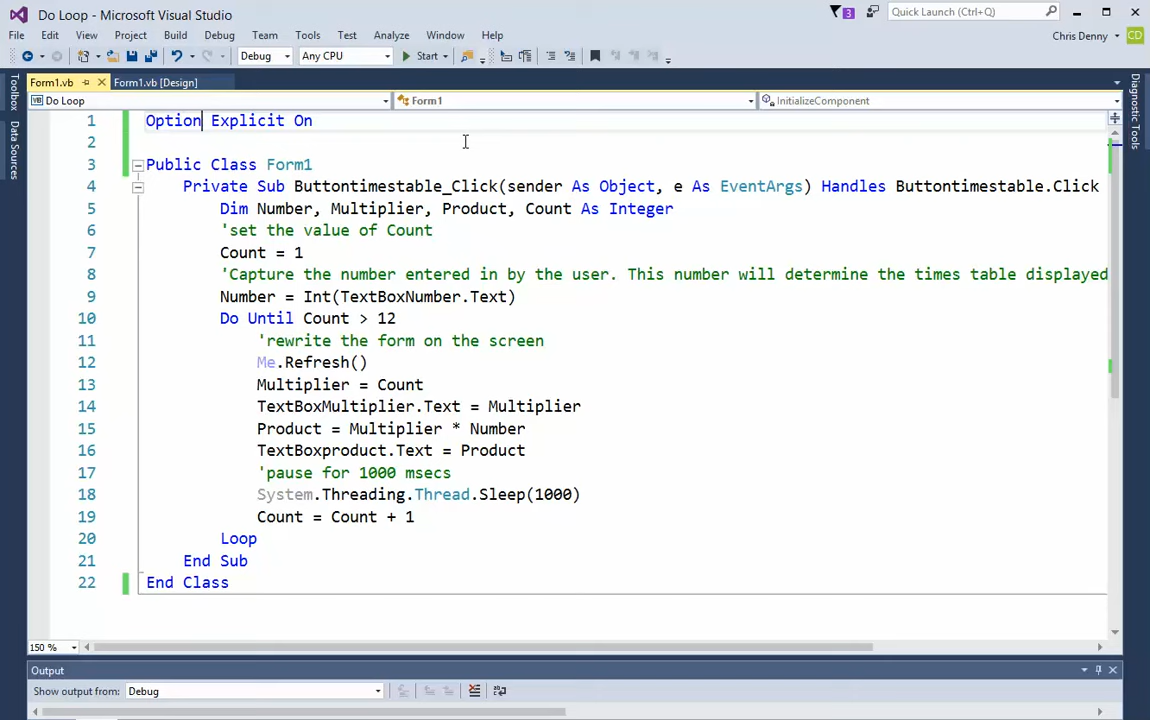 Do Loop - Microsoft Visual Studio
3
Quick Launch (Ctrl+Q)
File Edit View Project Build Debug Team Tools Test Analyze Window Help
Chris Denny CD
Debug Any CPU Start
Form1.vb Form1.vb [Design]
VB Do Loop Form1 InitializeComponent
Toolbox
Data Sources
Diagnostic Tools
1 Option Explicit On
2
3 Public Class Form1
4 Private Sub Buttontimestable_Click(sender As Object, e As EventArgs) Handles Buttontimestable.Click
5 Dim Number, Multiplier, Product, Count As Integer
6 'set the value of Count
7 Count = 1
8 'Capture the number entered in by the user. This number will determine the times table displayed
9 Number = Int(TextBoxNumber.Text)
10 Do Until Count > 12
11 'rewrite the form on the screen
12 Me.Refresh()
13 Multiplier = Count
14 TextBoxMultiplier.Text = Multiplier
15 Product = Multiplier * Number
16 TextBoxproduct.Text = Product
17 'pause for 1000 msecs
18 System.Threading.Thread.Sleep(1000)
19 Count = Count + 1
20 Loop
21 End Sub
22 End Class
150 %
Output
Show output from: Debug